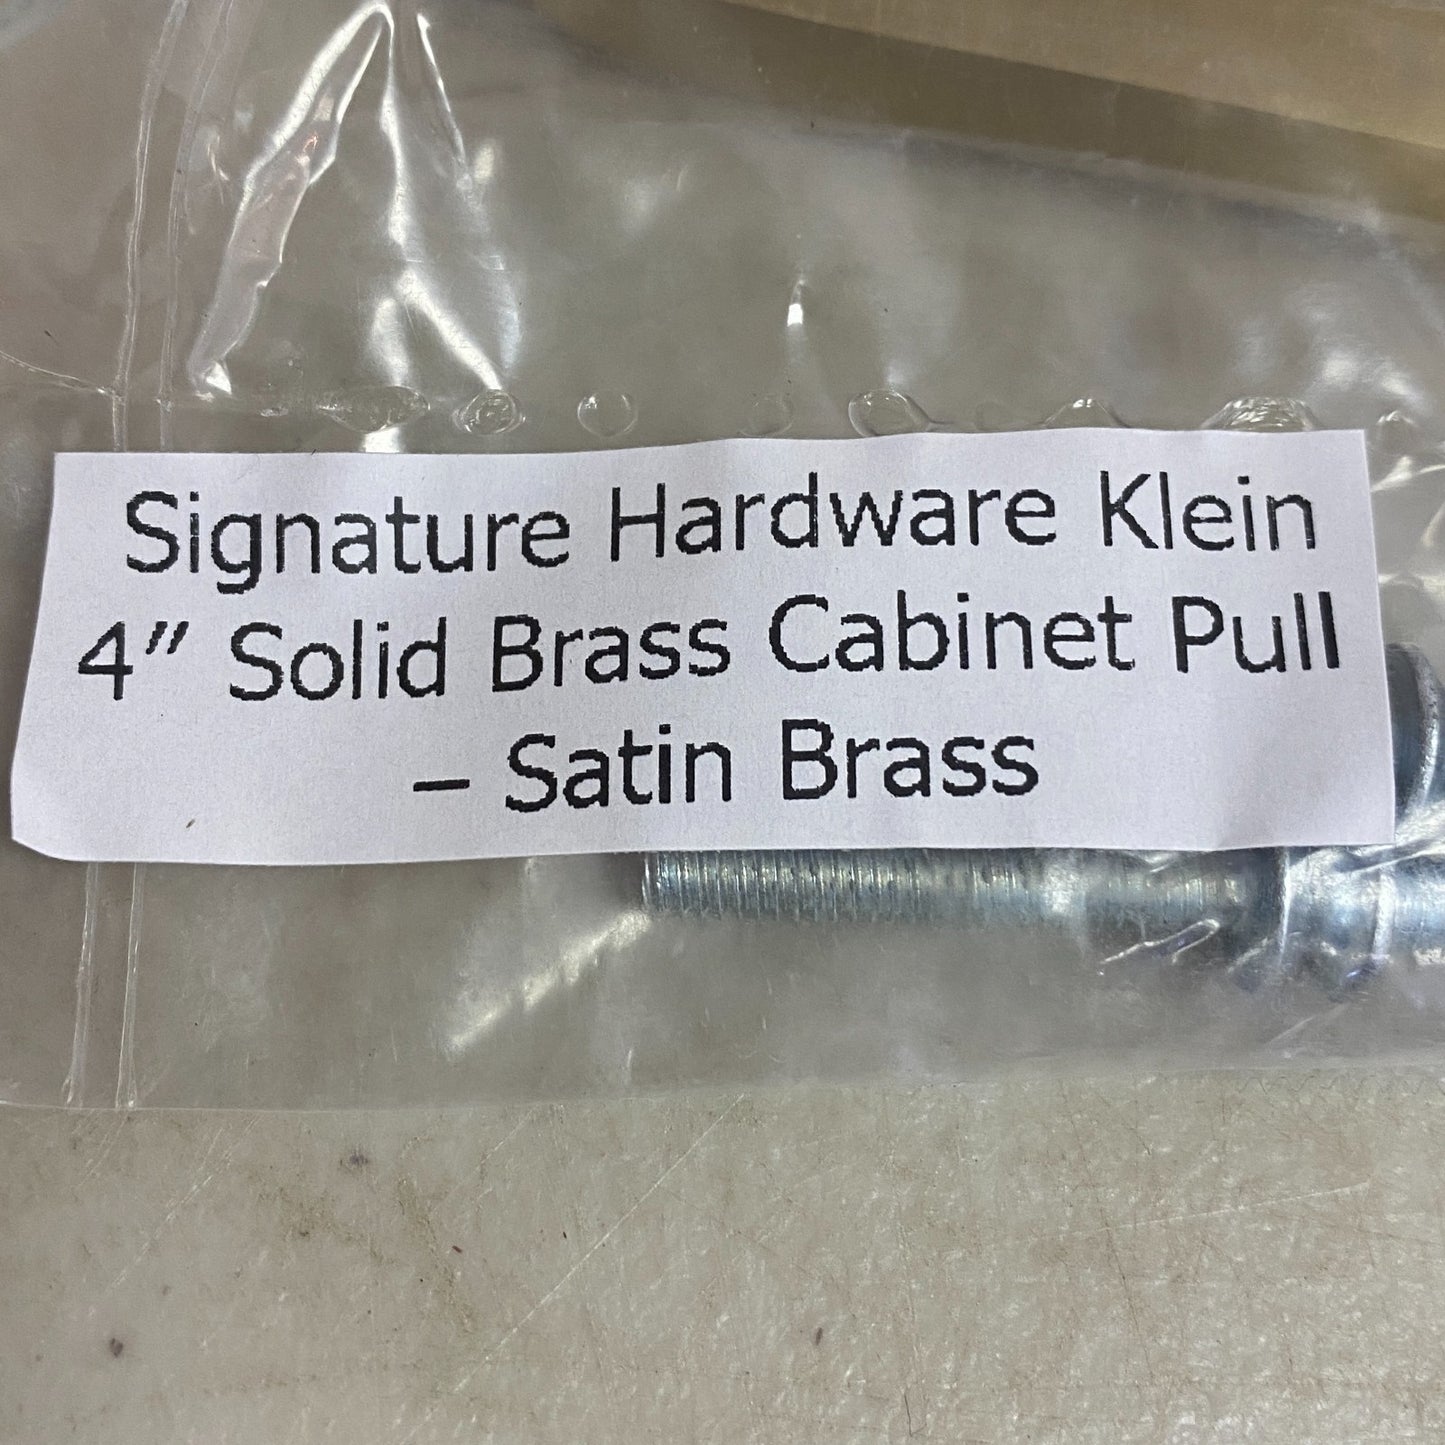 Signature Hardware Klein
4” Solid Brass Cabinet Pull
– Satin Brass